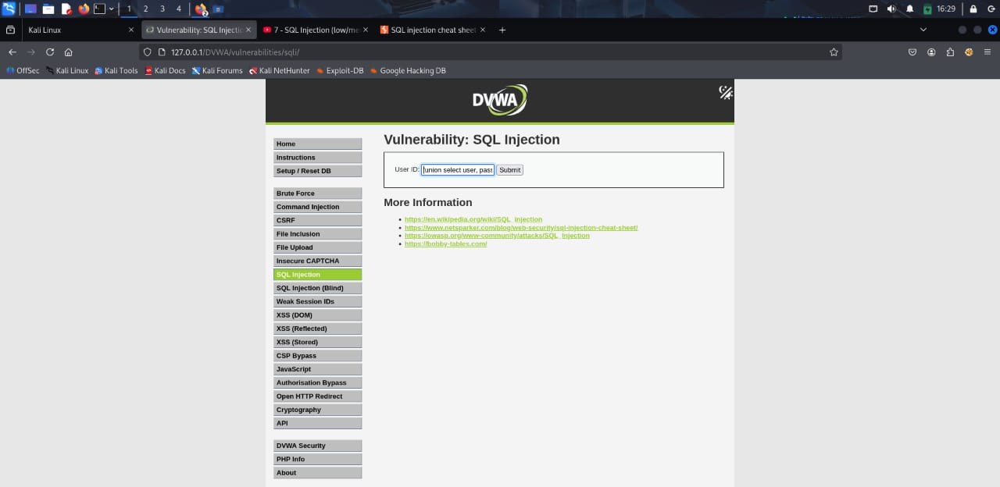 1 2 3 4 2 16:29
Kali Linux Vulnerability: SQL Injectic 7 - SQL Injection (low/me SQL injection cheat sheet
127.0.0.1/DVWA/vulnerabilities/sqli/
OffSec Kali Linux Kali Tools Kali Docs Kali Forums Kali NetHunter Exploit-DB Google Hacking DB
DVWA
Vulnerability: SQL Injection
Home
Instructions
Setup / Reset DB
Brute Force
Command Injection
CSRF
File Inclusion
File Upload
Insecure CAPTCHA
SQL Injection
SQL Injection (Blind)
Weak Session IDs
XSS (DOM)
XSS (Reflected)
XSS (Stored)
CSP Bypass
JavaScript
Authorisation Bypass
Open HTTP Redirect
Cryptography
API
DVWA Security
PHP Info
About
User ID: 'union select user, pass Submit
More Information
https://en.wikipedia.org/wiki/SQL_injection
https://www.netsparker.com/blog/web-security/sql-injection-cheat-sheet/
https://owasp.org/www-community/attacks/SQL_Injection
https://bobby-tables.com/